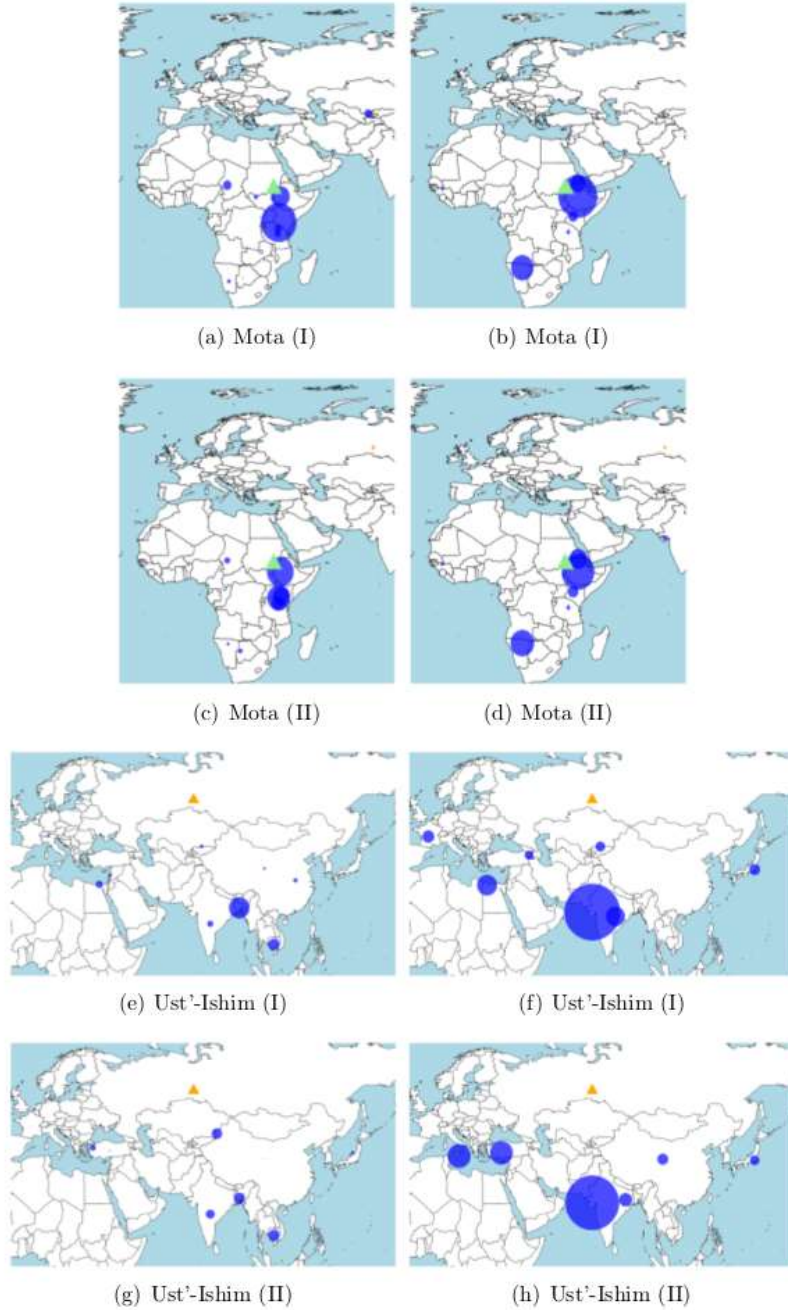 (a) Mota (I)
(b) Mota (I)
(c) Mota (II)
(d) Mota (II)
(e) Ust'-Ishim (I)
(f) Ust'-Ishim (I)
(g) Ust'-Ishim (II)
(h) Ust'-Ishim (II)